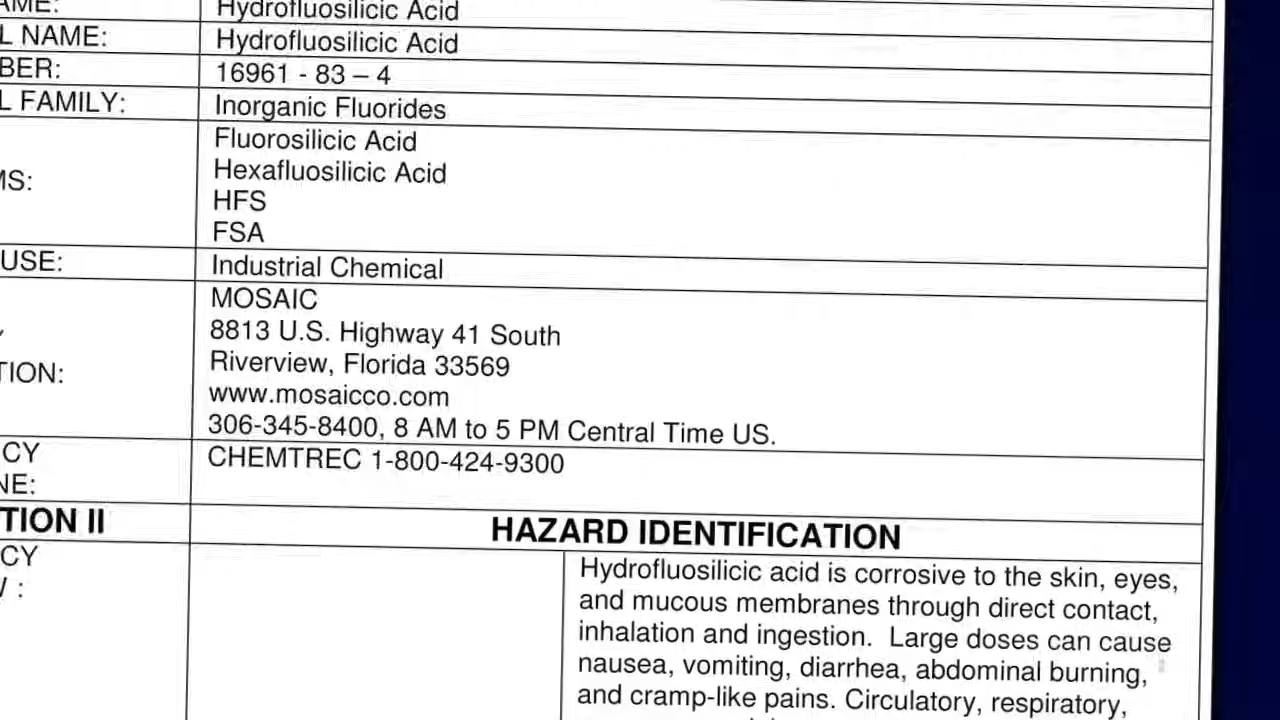 AME: Hydrofluosilicic Acid
L NAME: Hydrofluosilicic Acid
BER: 16961 - 83 – 4
L FAMILY: Inorganic Fluorides
MS:
Fluorosilicic Acid
Hexafluosilicic Acid
HFS
FSA
USE: Industrial Chemical
TION:
MOSAIC
8813 U.S. Highway 41 South
Riverview, Florida 33569
www.mosaicco.com
306-345-8400, 8 AM to 5 PM Central Time US.
CY
NE:
CHEMTREC 1-800-424-9300
TION II HAZARD IDENTIFICATION
CY
:
Hydrofluosilicic acid is corrosive to the skin, eyes,
and mucous membranes through direct contact,
inhalation and ingestion. Large doses can cause
nausea, vomiting, diarrhea, abdominal burning,
and cramp-like pains. Circulatory, respiratory,